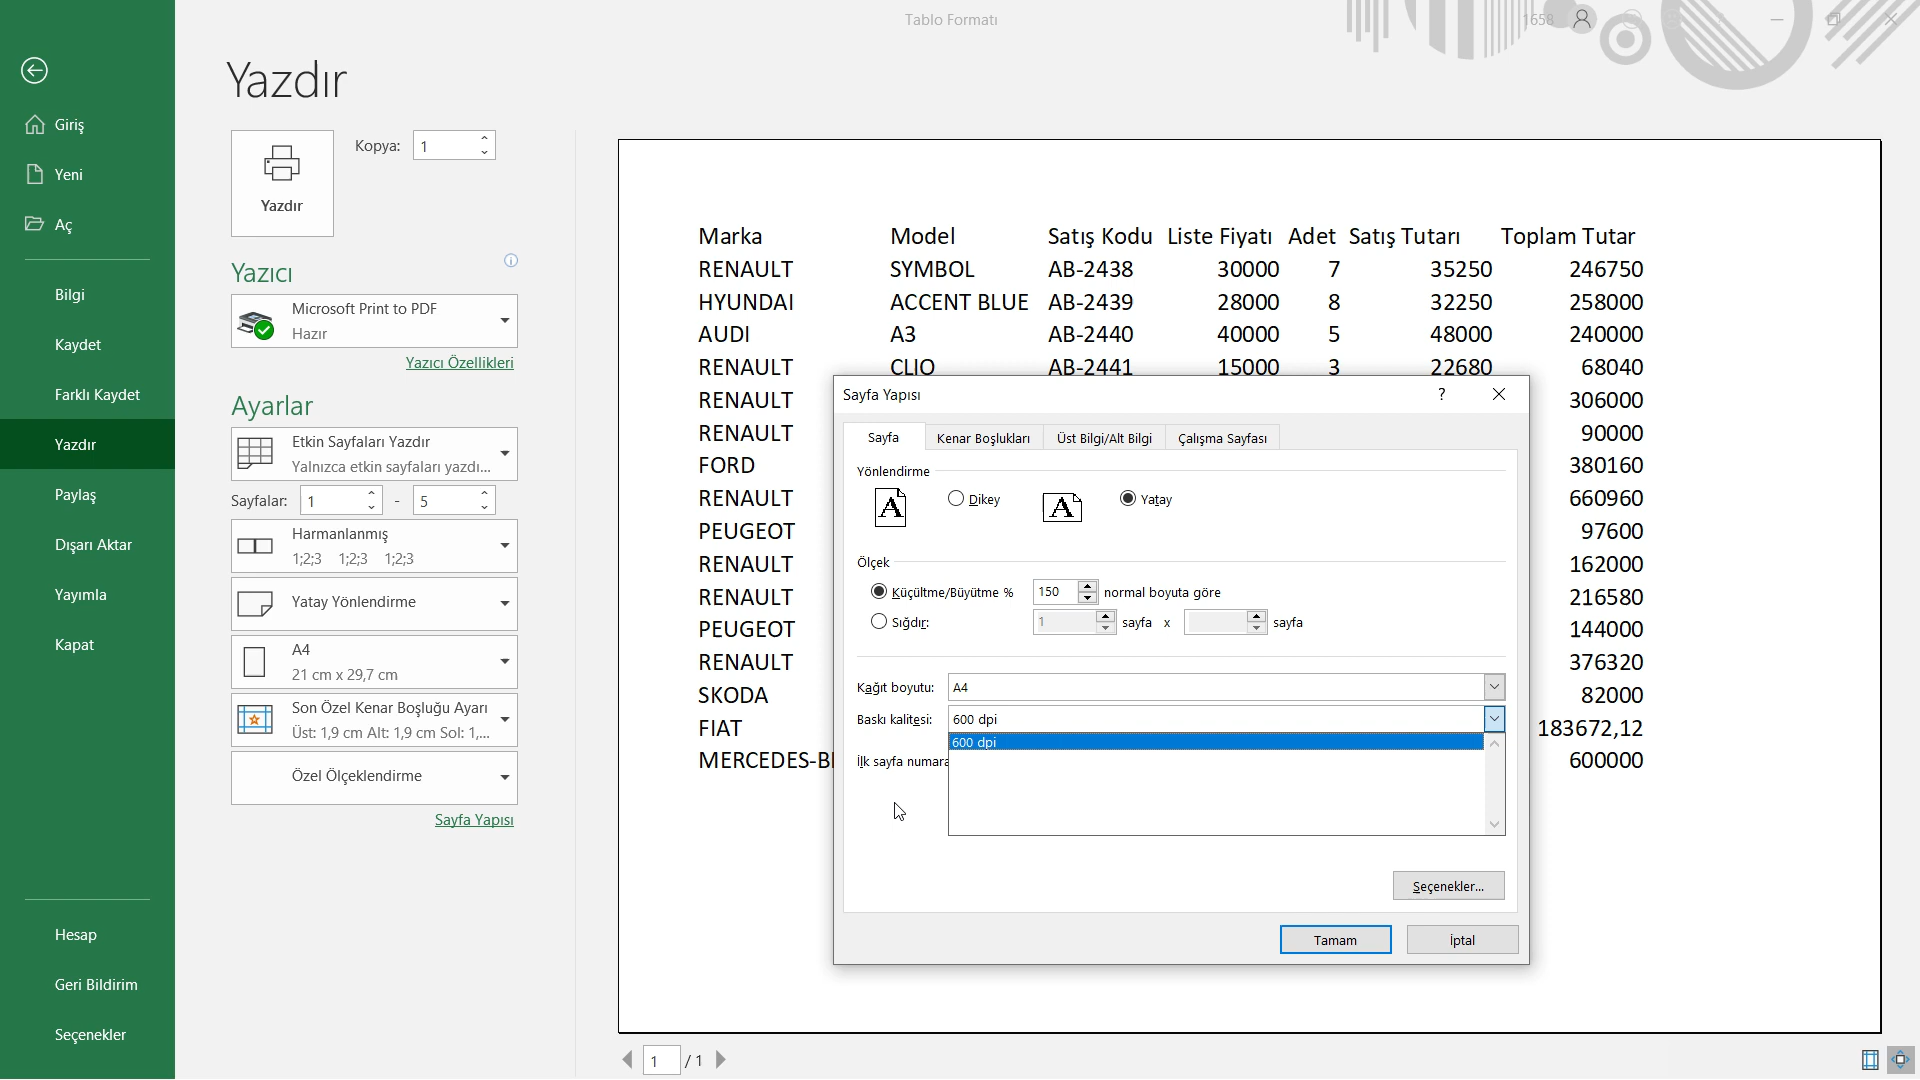 Tablo Formatı
1658
Giriş
Yeni
Aç
Bilgi
Kaydet
Farklı Kaydet
Yazdır
Paylaş
Dışarı Aktar
Yayımla
Kapat
Hesap
Geri Bildirim
Seçenekler
Yazdır
Yazdır
Kopya: 1
Yazıcı
Microsoft Print to PDF
Hazır
Yazıcı Özellikleri
Ayarlar
Etkin Sayfaları Yazdır
Yalnızca etkin sayfaları yazdı...
Sayfalar: 1 - 5
Harmanlanmış
1;2;3 1;2;3 1;2;3
Yatay Yönlendirme
A4
21 cm x 29,7 cm
Son Özel Kenar Boşluğu Ayarı
Üst: 1,9 cm Alt: 1,9 cm Sol: 1,...
Özel Ölçeklendirme
Sayfa Yapısı
Marka Model Satış Kodu Liste Fiyatı Adet Satış Tutarı Toplam Tutar
RENAULT SYMBOL AB-2438 30000 7 35250 246750
HYUNDAI ACCENT BLUE AB-2439 28000 8 32250 258000
AUDI A3 AB-2440 40000 5 48000 240000
RENAULT CLIO AB-2441 15000 3 22680 68040
RENAULT 306000
RENAULT 90000
FORD 380160
RENAULT 660960
PEUGEOT 97600
RENAULT 162000
RENAULT 216580
PEUGEOT 144000
RENAULT 376320
SKODA 82000
FIAT 183672,12
MERCEDES-BE 600000
Sayfa Yapısı ?
Sayfa Kenar Boşlukları Üst Bilgi/Alt Bilgi Çalışma Sayfası
Yönlendirme
A Dikey A Yatay
Ölçek
Küçültme/Büyütme % 150 normal boyuta göre
Sığdır: 1 sayfa x sayfa
Kağıt boyutu: A4
Baskı kalitesi: 600 dpi
600 dpi
İlk sayfa numara
Seçenekler...
Tamam İptal
1 / 1